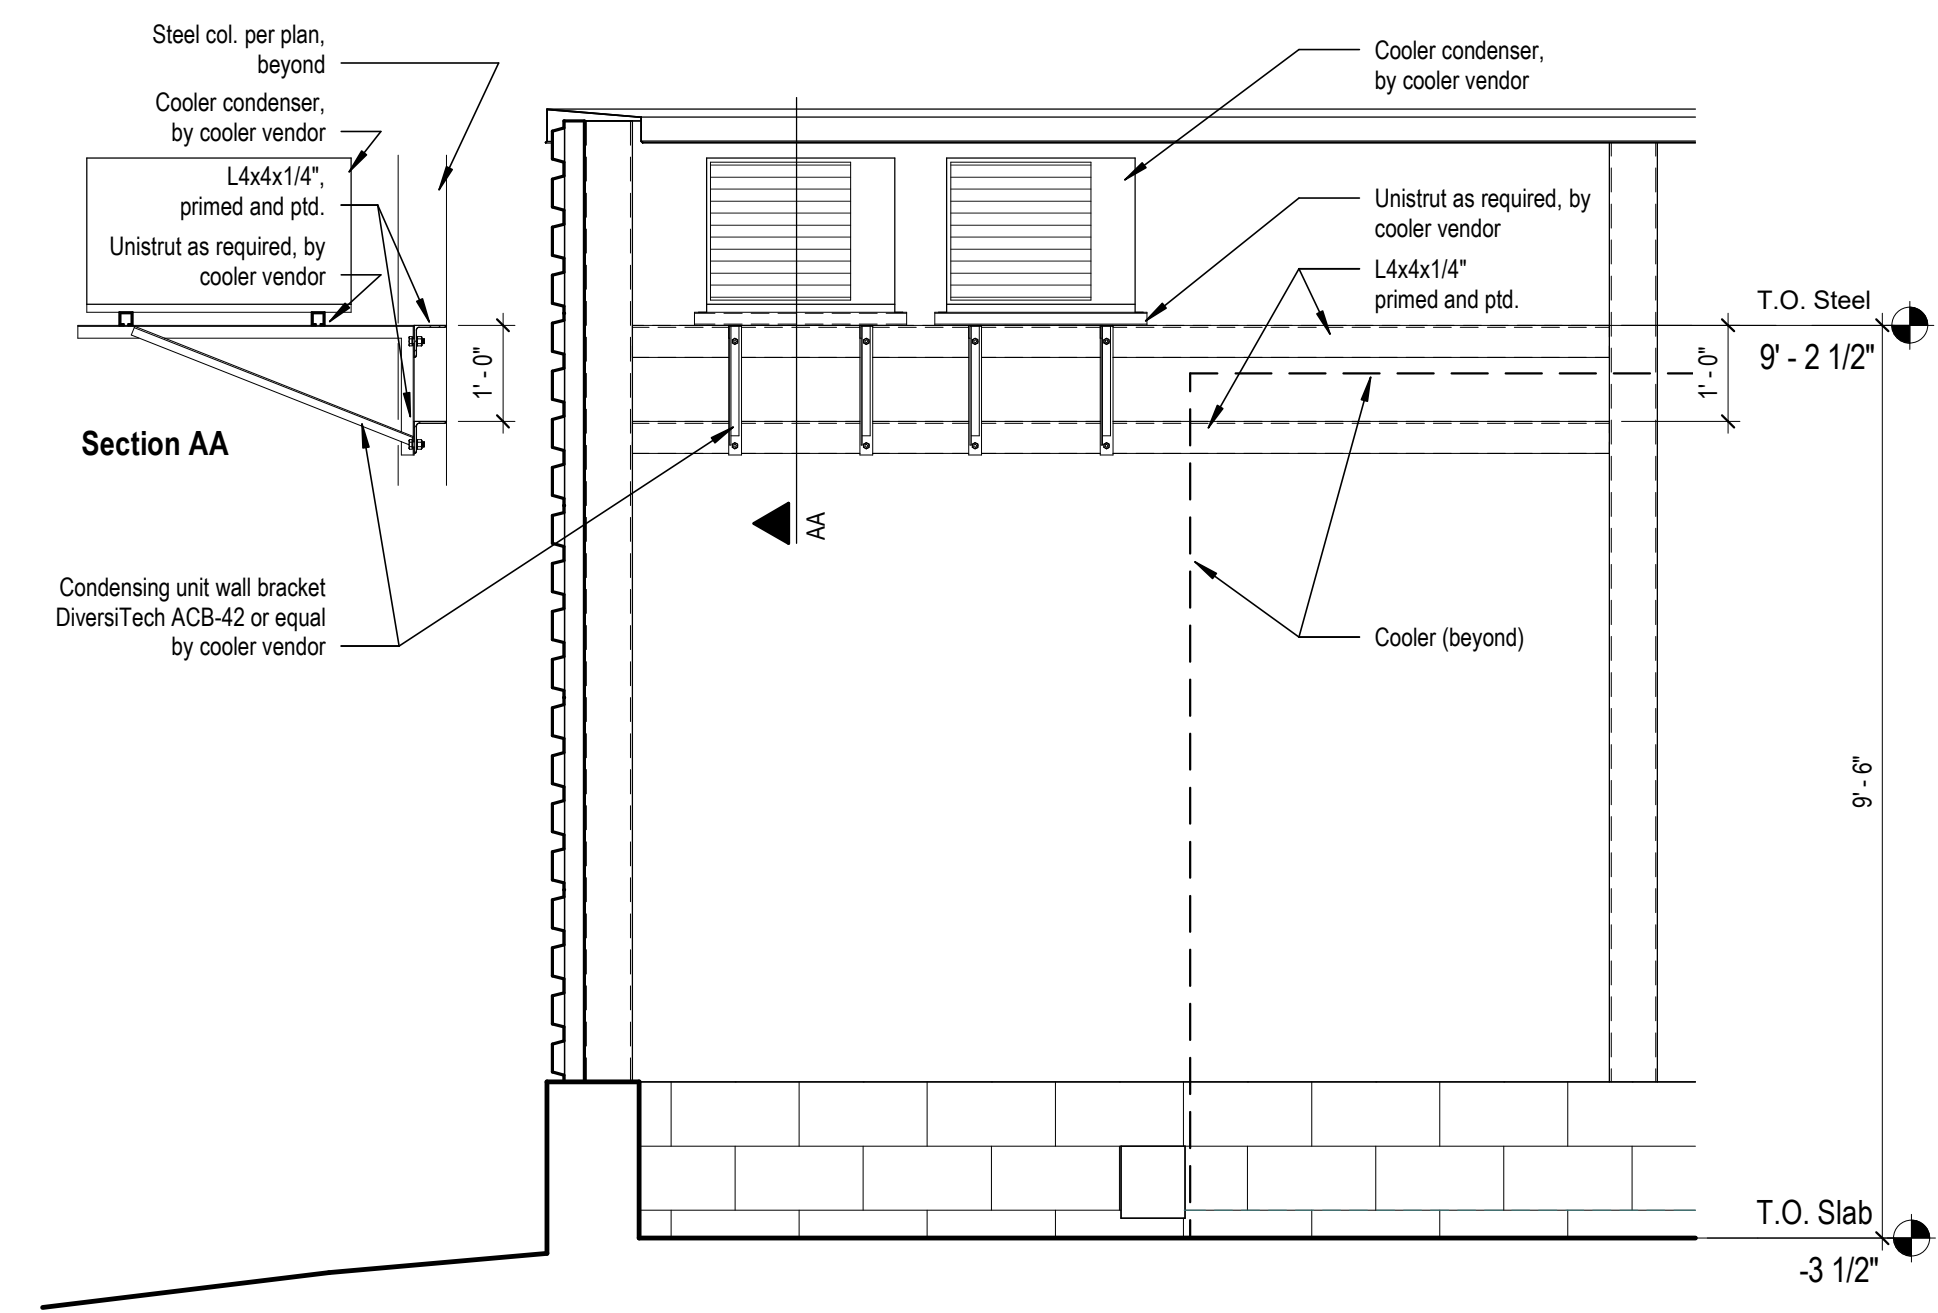 Steel col. per plan,
beyond
Cooler condenser,
by cooler vendor
L4x4x1/4",
primed and ptd.
Unistrut as required, by
cooler vendor
1' - 0"
Section AA
Condensing unit wall bracket
DiversiTech ACB-42 or equal
by cooler vendor
AA
Cooler condenser,
by cooler vendor
Unistrut as required, by
cooler vendor
L4x4x1/4"
primed and ptd.
Cooler (beyond)
T.O. Steel
9' - 2 1/2"
1' - 0"
9' - 6"
T.O. Slab
-3 1/2"